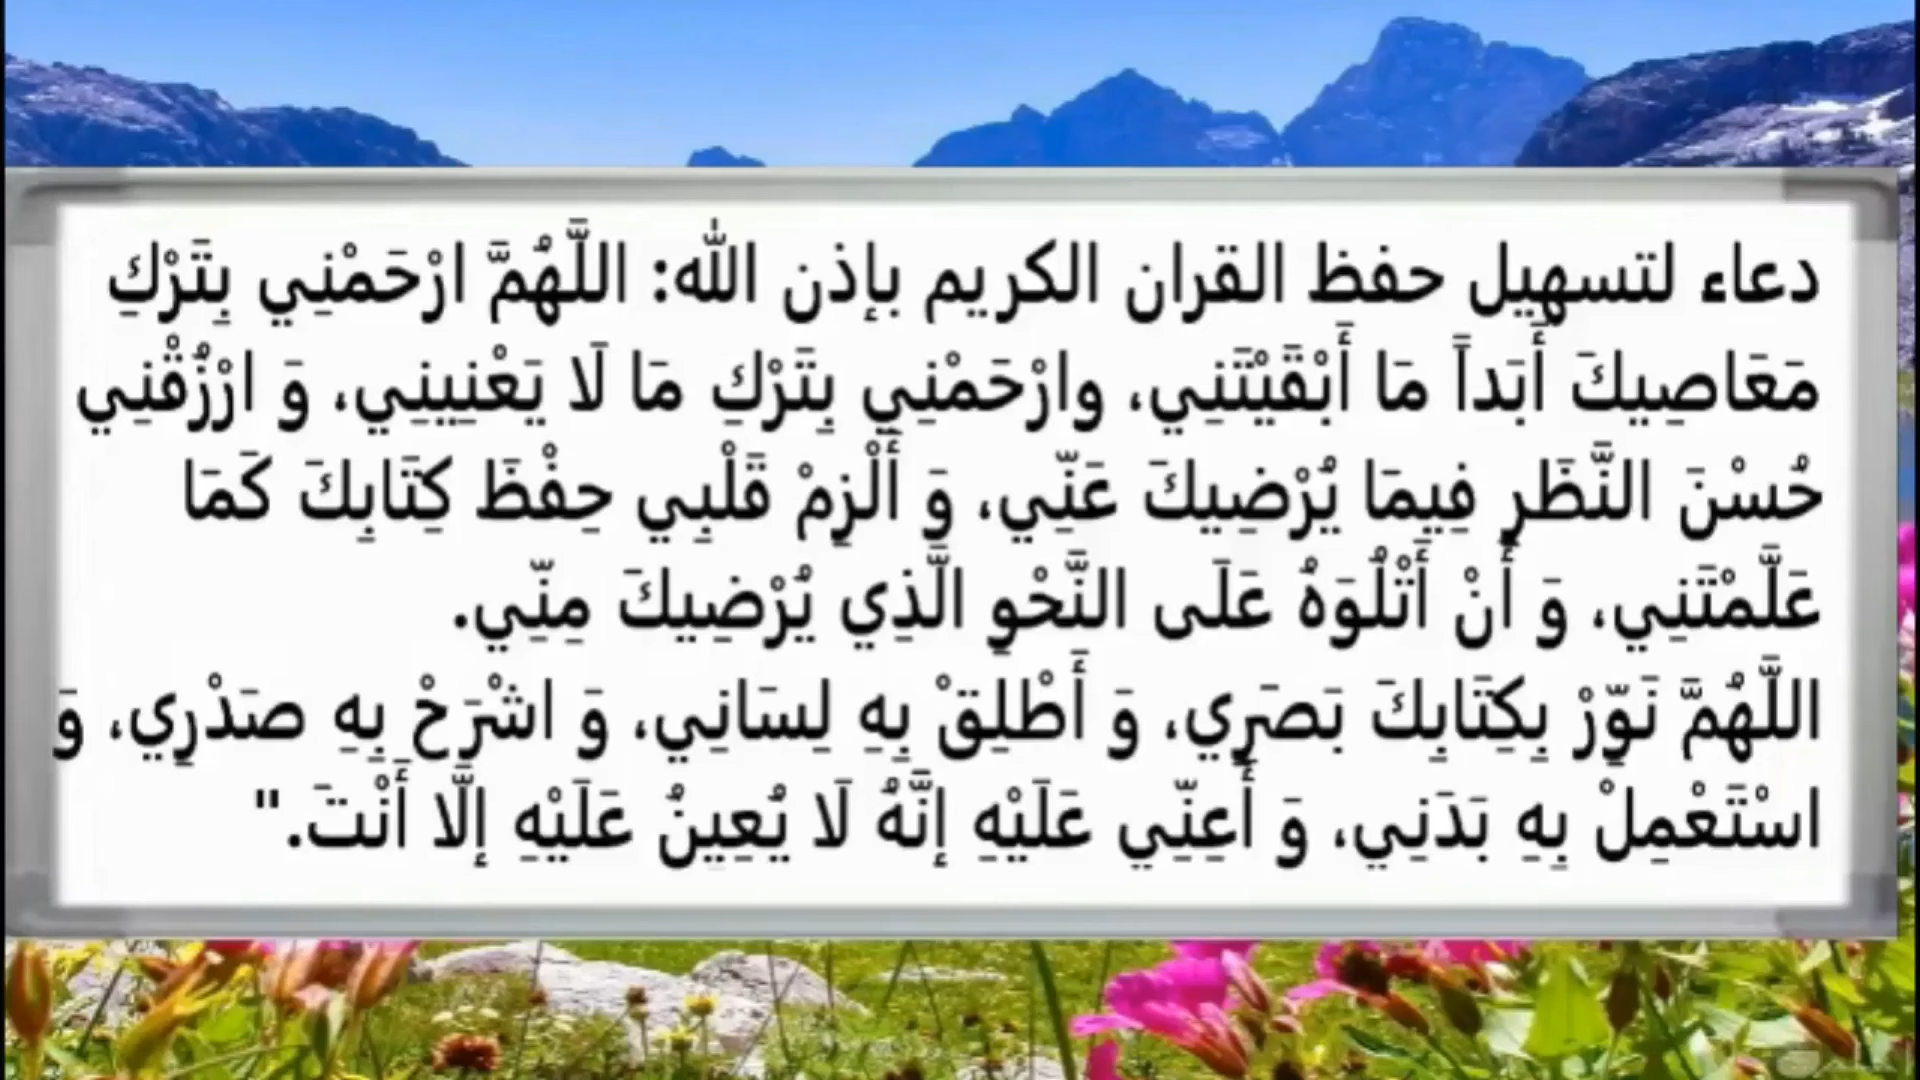 دعاء لتسهيل حفظ القران الكريم بإذن الله: اللَّهُمَّ ارْحَمْنِي بِتَرْكِ
مَعَاصِيكَ أَبَداً مَا أَبْقَيْتَنِي، وارْحَمْنِي بِتَرْكِ مَا لَا يَعْنِينِي، وَ ارْزُقْنِي
حُسْنَ النَّظَرِ فِيمَا يُرْضِيكَ عَنِّي، وَ أَلْزِمْ قَلْبِي حِفْظَ كِتَابِكَ كَمَا
عَلَّمْتَنِي، وَ أَنْ أَتْلُوَهُ عَلَى النَّحْوِ الَّذِي يُرْضِيكَ مِنِّي.
اللَّهُمَّ نَوِّرْ بِكِتَابِكَ بَصَرِي، وَ أَطْلِقْ بِهِ لِسَانِي، وَ اشْرَحْ بِهِ صَدْرِي، وَ
اسْتَعْمِلْ بِهِ بَدَنِي، وَ أَعِنِّي عَلَيْهِ إِنَّهُ لَا يُعِينُ عَلَيْهِ إِلَّا أَنْتَ."